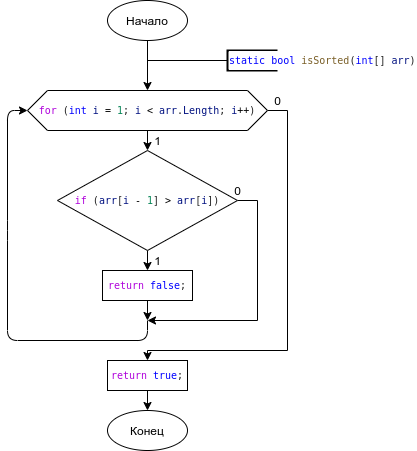 Начало
static bool isSorted(int[] arr)
for (int i = 1; i < arr.Length; i++)
0
1
if (arr[i - 1] > arr[i])
0
1
return false;
return true;
Конец